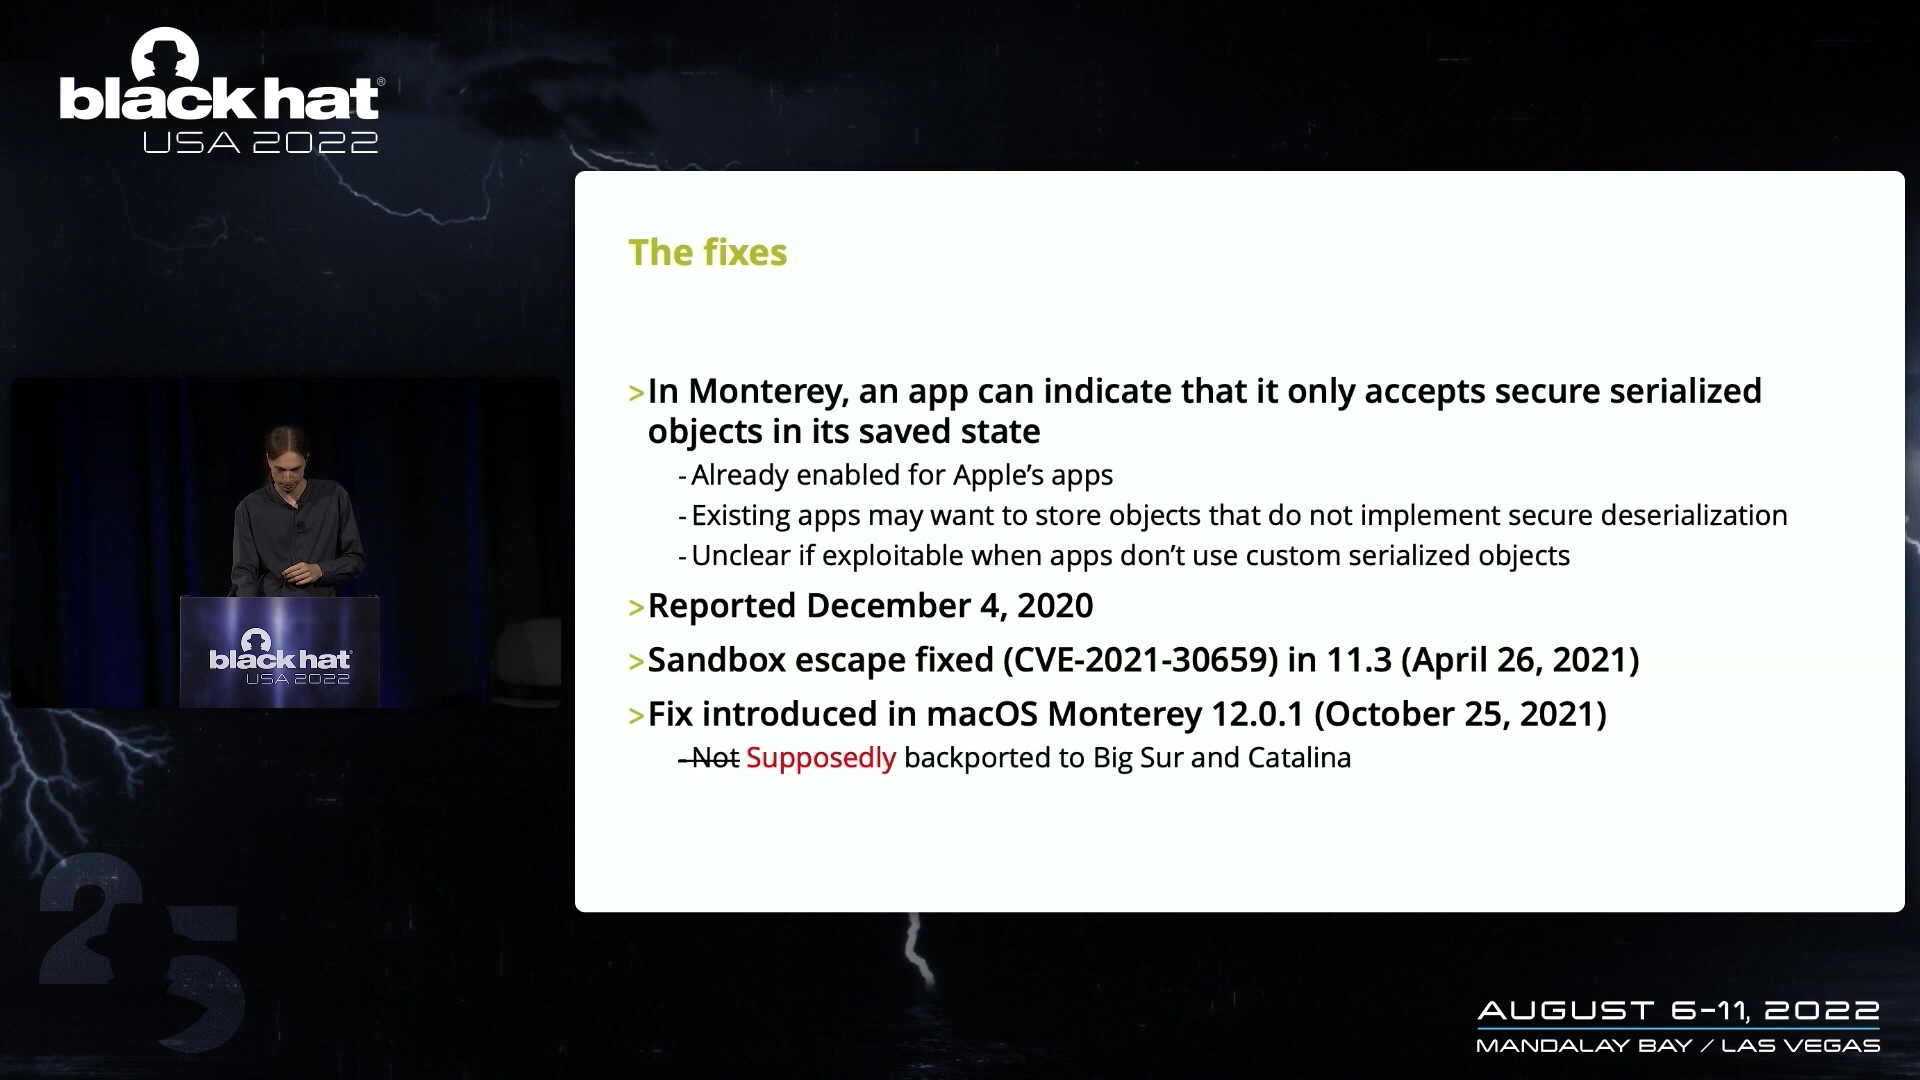 black hat®
USA 2022
The fixes
>In Monterey, an app can indicate that it only accepts secure serialized
objects in its saved state
-Already enabled for Apple’s apps
-Existing apps may want to store objects that do not implement secure deserialization
-Unclear if exploitable when apps don’t use custom serialized objects
>Reported December 4, 2020
>Sandbox escape fixed (CVE-2021-30659) in 11.3 (April 26, 2021)
>Fix introduced in macOS Monterey 12.0.1 (October 25, 2021)
-Not Supposedly backported to Big Sur and Catalina
black hat
USA 2022
25
AUGUST 6-11, 2022
MANDALAY BAY / LAS VEGAS